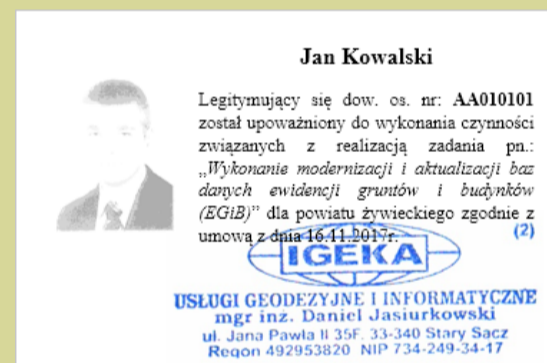 Jan Kowalski
Legitymujący się dow. os. nr: AA010101
został upoważniony do wykonania czynności
związanych z realizacją zadania pn.:
„Wykonanie modernizacji i aktualizacji baz
danych ewidencji gruntów i budynków
(EGiB)” dla powiatu żywieckiego zgodnie z
umową z dnia 16.11.2017r.
(2)
IGEKA
USŁUGI GEODEZYJNE I INFORMATYCZNE
mgr inż. Daniel Jasiurkowski
ul. Jana Pawła II 35F, 33-340 Stary Sącz
Regon 492953820 NIP 734-249-34-17